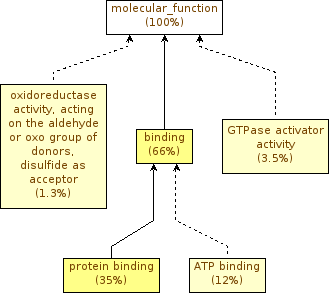 molecular_function
(100%)
oxidoreductase
activity, acting
on the aldehyde
or oxo group of
donors,
disulfide as
acceptor
(1.3%)
binding
(66%)
GTPase activator
activity
(3.5%)
protein binding
(35%)
ATP binding
(12%)